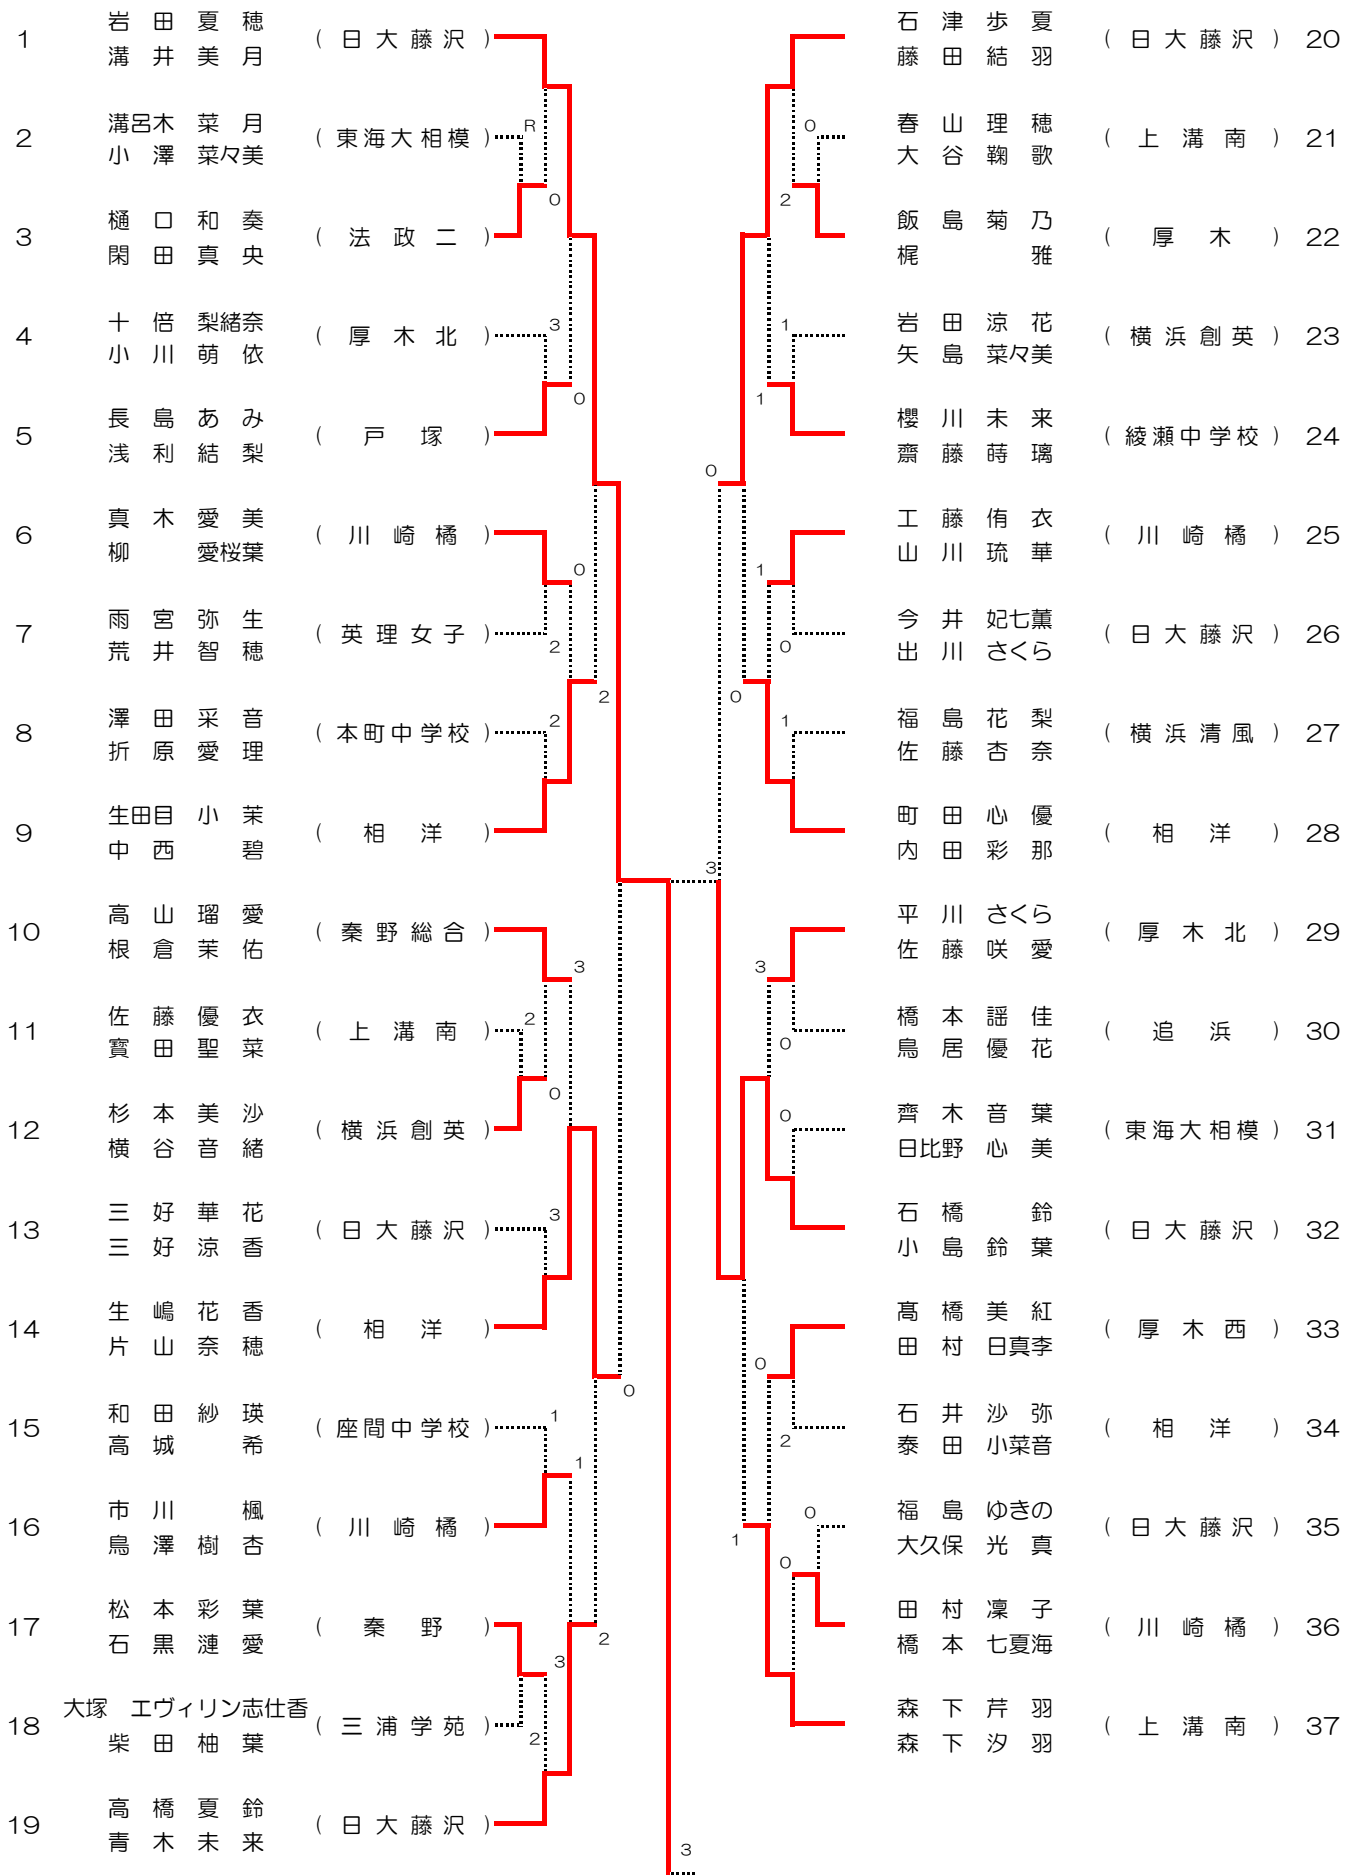 1 岩田夏穂 (日大藤沢)
溝井美月
2 溝呂木菜月 (東海大相模) R
小澤菜々美
0
3 樋口和奏 (法政二)
閑田真央
4 十倍梨緒奈 (厚木北) 3
小川萌依
0
5 長島あみ (戸塚)
浅利結梨
6 真木愛美 (川崎橘)
柳愛桜葉
0
7 雨宮弥生 (英理女子)
荒井智穂
2
2
8 澤田采音 (本町中学校) 2
折原愛理
9 生田目小茉 (相洋)
中西碧
10 高山瑠愛 (秦野総合)
根倉茉佑
3
11 佐藤優衣 (上溝南) 2
寳田聖菜
0
12 杉本美沙 (横浜創英)
横谷音緒
13 三好華花 (日大藤沢) 3
三好涼香
14 生嶋花香 (相洋)
片山奈穂
0
15 和田紗瑛 (座間中学校) 1
高城希
1
16 市川楓 (川崎橘)
鳥澤樹杏
17 松本彩葉 (秦野)
石黒漣愛
2
3
18 大塚 エヴィリン志仕香 (三浦学苑)
柴田柚葉
2
19 高橋夏鈴 (日大藤沢)
青木未来
3
3
石津歩夏 (日大藤沢) 20
藤田結羽
0 春山理穂 (上溝南) 21
大谷鞠歌
2
飯島菊乃 (厚木) 22
梶雅
1 岩田涼花 (横浜創英) 23
矢島菜々美
1
櫻川未来 (綾瀬中学校) 24
齋藤蒔璃
0
工藤侑衣 (川崎橘) 25
山川琉華
1
今井妃七薫 (日大藤沢) 26
出川さくら
0
0
1 福島花梨 (横浜清風) 27
佐藤杏奈
町田心優 (相洋) 28
内田彩那
平川さくら (厚木北) 29
佐藤咲愛
3
橋本謡佳 (追浜) 30
鳥居優花
0
0 齊木音葉 (東海大相模) 31
日比野心美
石橋鈴 (日大藤沢) 32
小島鈴葉
髙橋美紅 (厚木西) 33
田村日真李
0
石井沙弥 (相洋) 34
泰田小菜音
2
0 福島ゆきの (日大藤沢) 35
大久保光真
1
0
田村凜子 (川崎橘) 36
橋本七夏海
森下芹羽 (上溝南) 37
森下汐羽